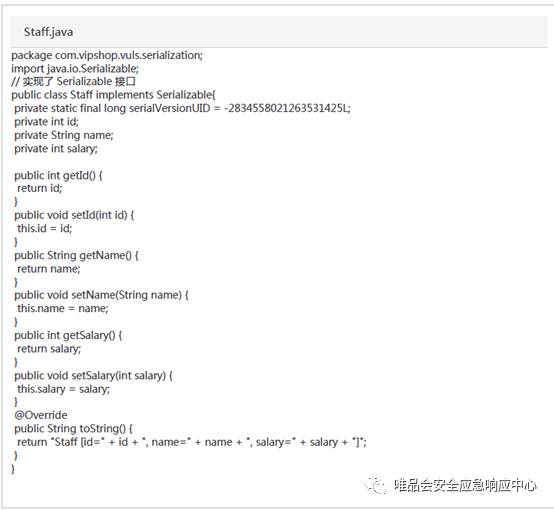 Staff.java
package com.vipshop.vuls.serialization;
import java.io.Serializable;
// 实现了 Serializable 接口
public class Staff implements Serializable{
private static final long serialVersionUID = -2834558021263531425L;
private int id;
private String name;
private int salary;
public int getId() {
return id;
}
public void setId(int id) {
this.id = id;
}
public String getName() {
return name;
}
public void setName(String name) {
this.name = name;
}
public int getSalary() {
return salary;
}
public void setSalary(int salary) {
this.salary = salary;
}
@Override
public String toString() {
return "Staff [id=" + id + ", name=" + name + ", salary=" + salary + "]";
}
}
唯品会安全应急响应中心